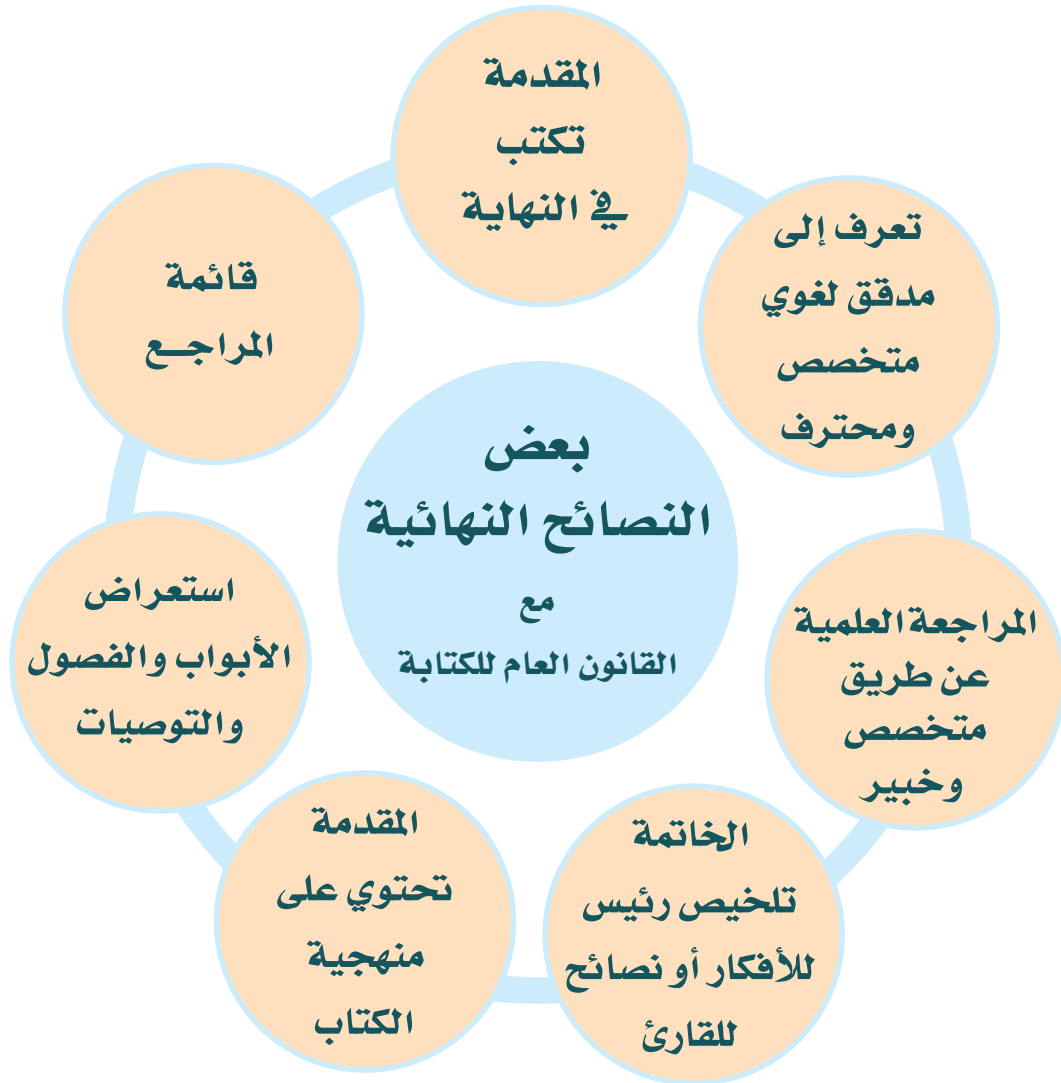 بعض
النصائح النهائية
مع
القانون العام للكتابة
المقدمة
تكتب
في النهاية
تعرف إلى
مدقق لغوي
متخصص
ومحترف
المراجعة العلمية
عن طريق
متخصص
وخبير
الخاتمة
تلخيص رئيس
للأفكار أو نصائح
للقارئ
المقدمة
تحتوي على
منهجية
الكتاب
استعراض
الأبواب والفصول
والتوصيات
قائمة
المراجــع